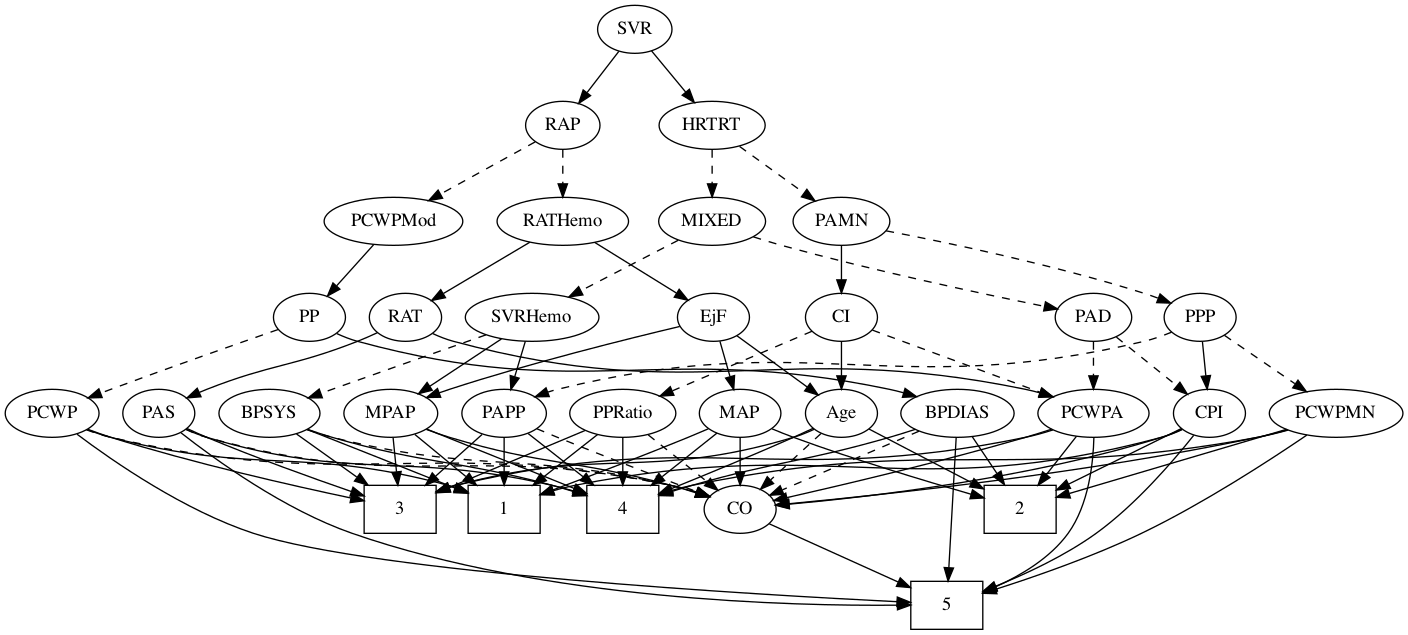 SVR
RAP
HRTRT
PCWPMod
RATHemo
MIXED
PAMN
PP
RAT
SVRHemo
EjF
CI
PAD
PPP
PCWP
PAS
BPSYS
MPAP
PAPP
PPRatio
MAP
Age
BPDIAS
PCWPA
CPI
PCWPMN
3
1
4
CO
2
5